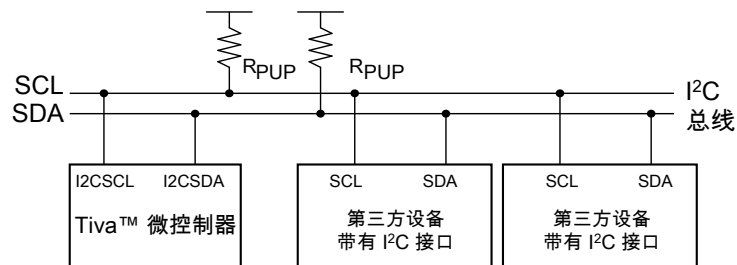 RPUP RPUP
SCL I²C
SDA 总线
I2CSCL I2CSDA SCL SDA SCL SDA
Tiva™ 微控制器 第三方设备 第三方设备
带有 I²C 接口 带有 I²C 接口